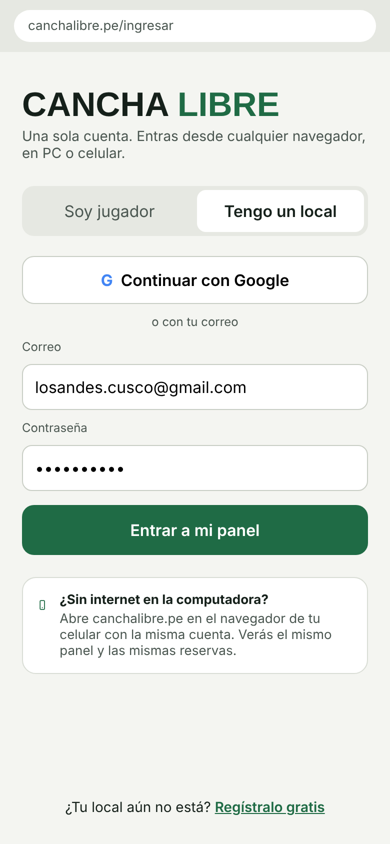 canchalibre.pe/ingresar
CANCHA LIBRE
Una sola cuenta. Entras desde cualquier navegador,
en PC o celular.
Soy jugador
Tengo un local
G Continuar con Google
o con tu correo
Correo
losandes.cusco@gmail.com
Contraseña
••••••••••
Entrar a mi panel
¿Sin internet en la computadora?
Abre canchalibre.pe en el navegador de tu
celular con la misma cuenta. Verás el mismo
panel y las mismas reservas.
¿Tu local aún no está? Regístralo gratis